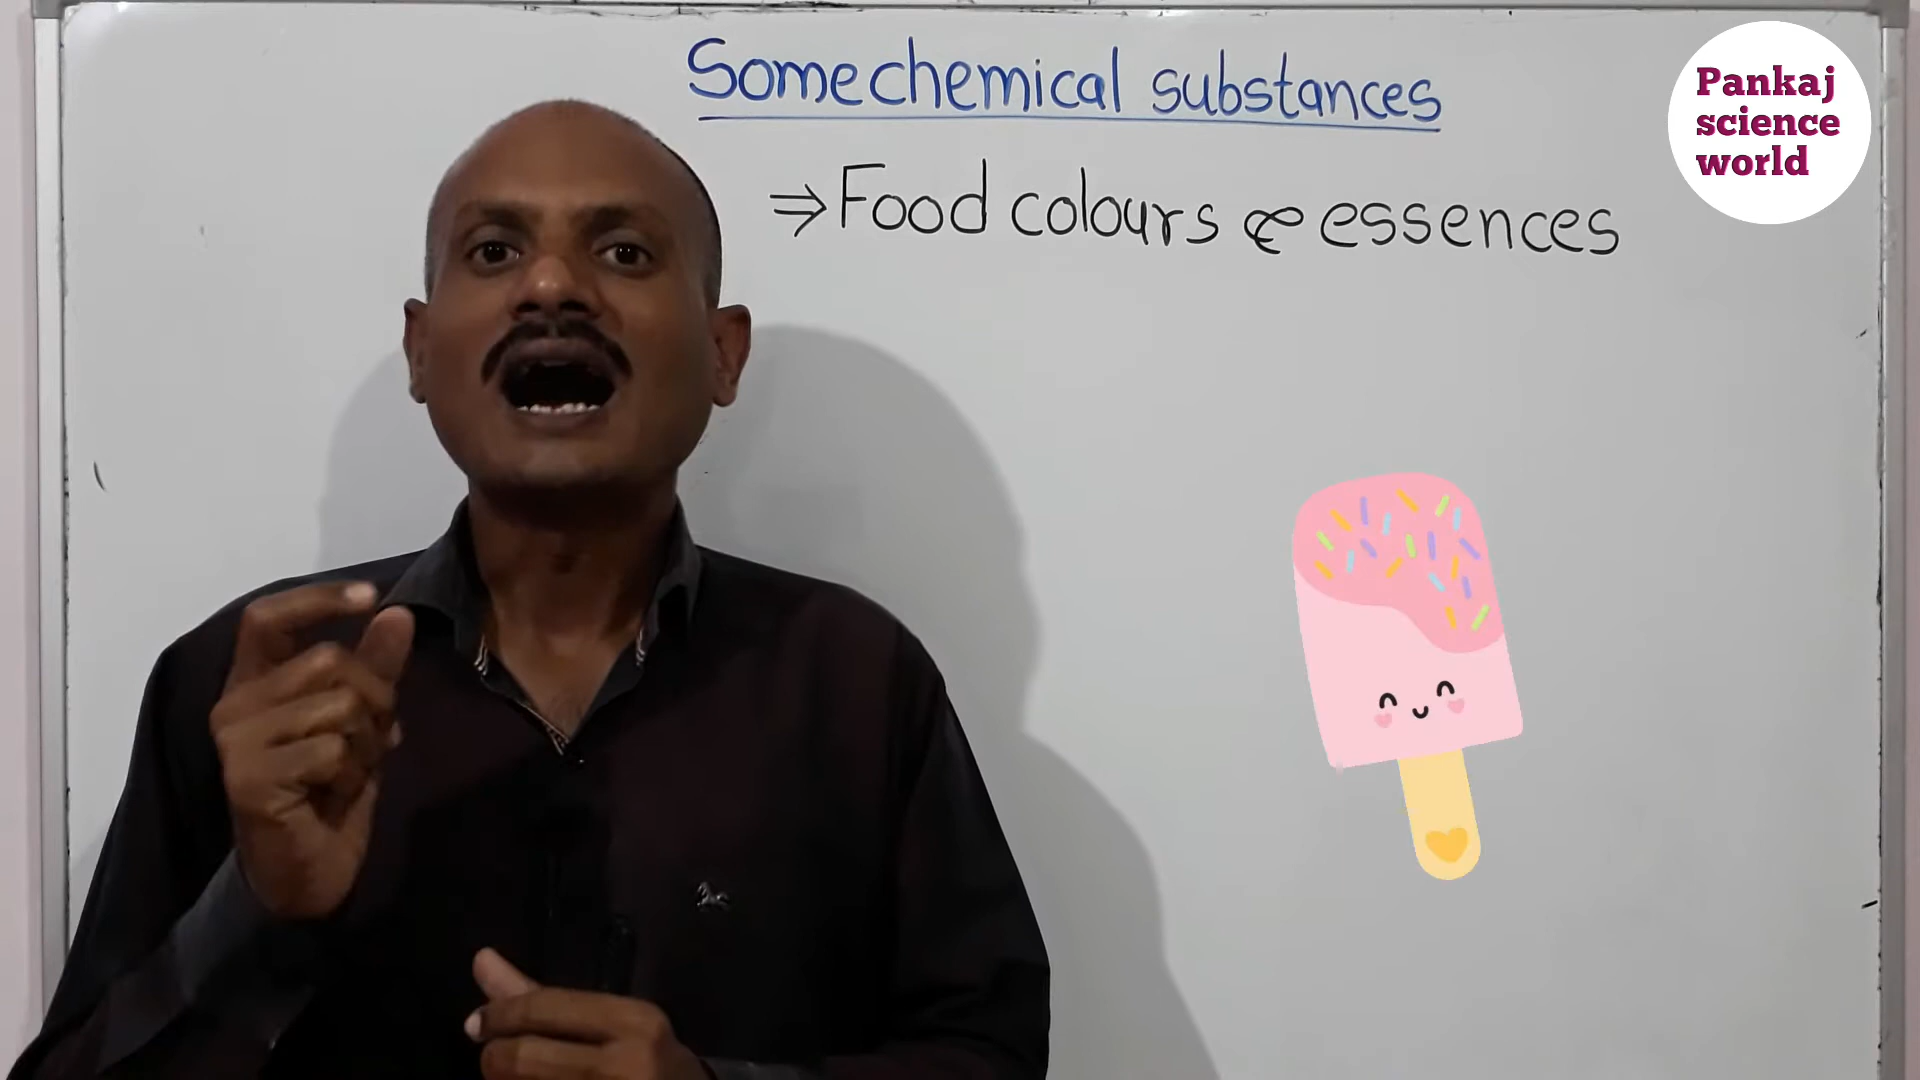 Some chemical substances
⇒ Food colours & essences
Pankaj
science
world